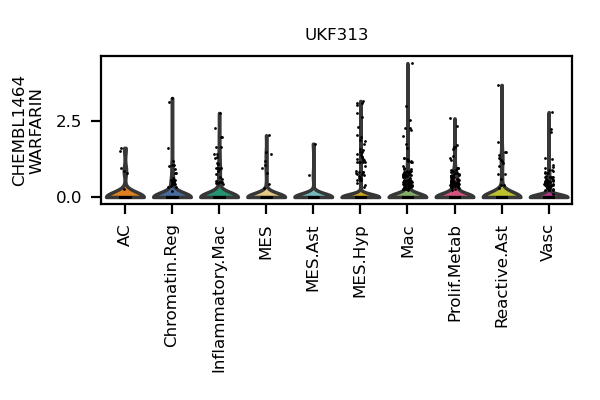 UKF313
CHEMBL1464
WARFARIN
2.5
0.0
AC
Chromatin.Reg
Inflammatory.Mac
MES
MES.Ast
MES.Hyp
Mac
Prolif.Metab
Reactive.Ast
Vasc